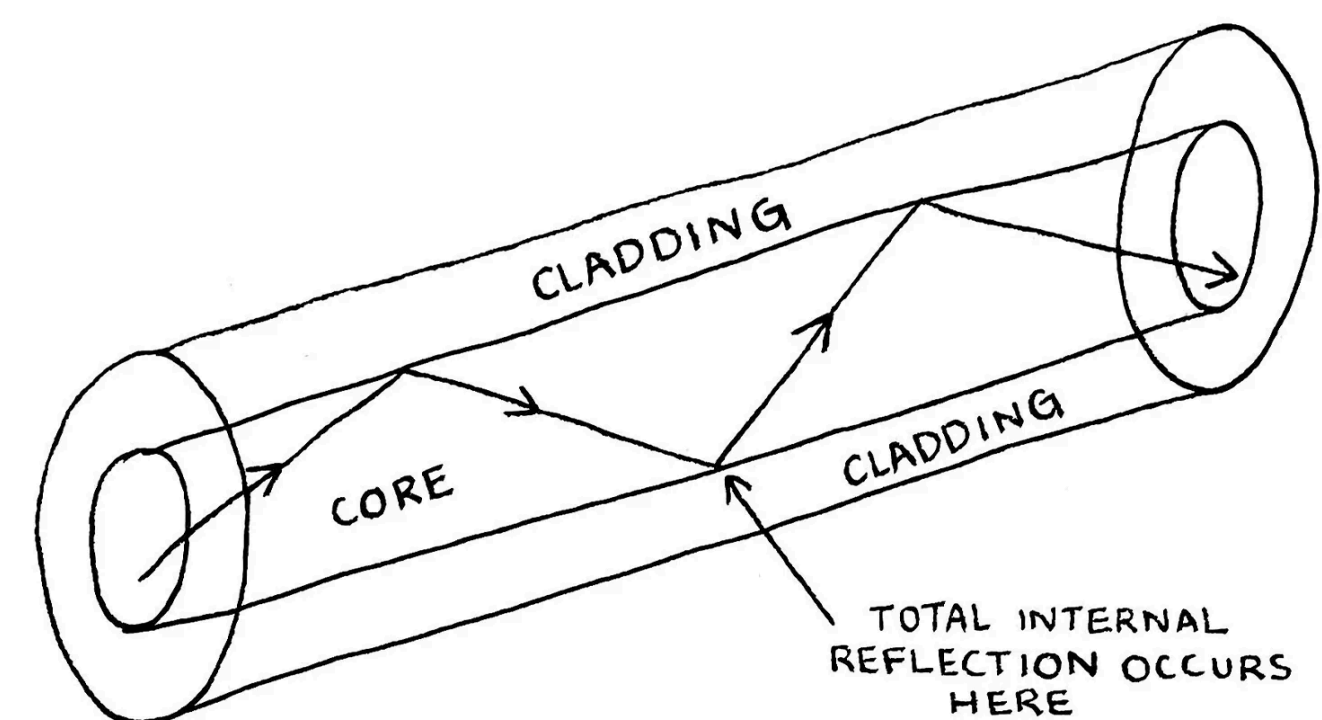 CLADDING
CORE
CLADDING
TOTAL INTERNAL
REFLECTION OCCURS
HERE